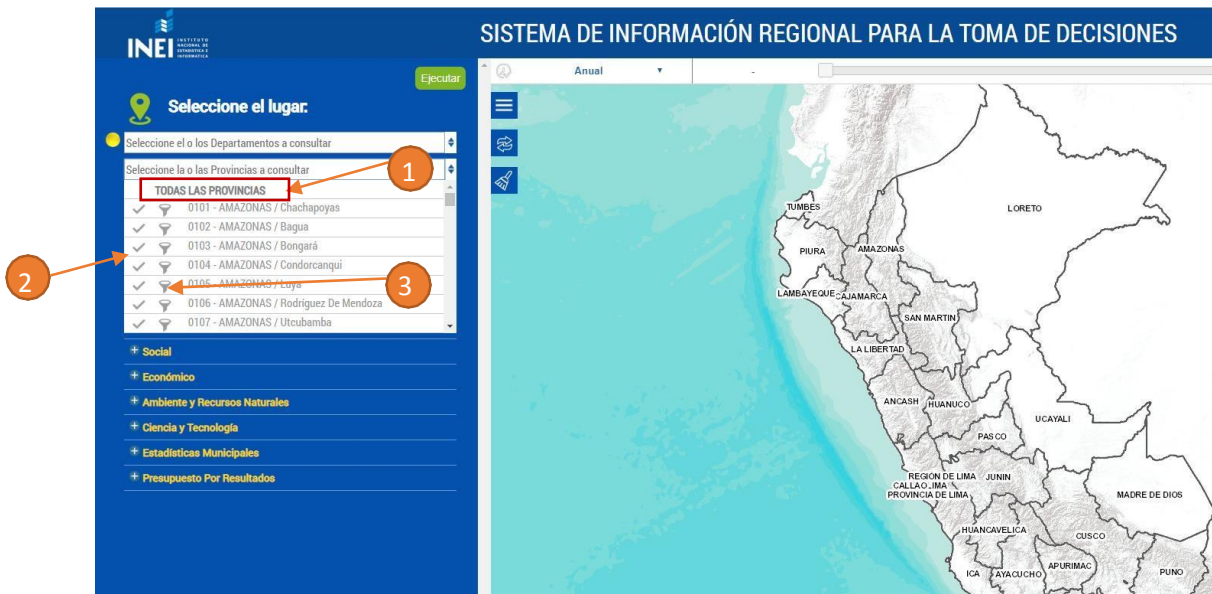 INEI
INSTITUTO
NACIONAL DE
ESTADÍSTICA E
INFORMÁTICA
SISTEMA DE INFORMACIÓN REGIONAL PARA LA TOMA DE DECISIONES
Ejecutar
Anual
-
Seleccione el lugar:
Seleccione el o los Departamentos a consultar
Seleccione la o las Provincias a consultar
1
TODAS LAS PROVINCIAS
0101 - AMAZONAS / Chachapoyas
0102 - AMAZONAS / Bagua
0103 - AMAZONAS / Bongará
0104 - AMAZONAS / Condorcanqui
2
0105 - AMAZONAS / Luya
3
0106 - AMAZONAS / Rodriguez De Mendoza
0107 - AMAZONAS / Utcubamba
+ Social
+ Económico
+ Ambiente y Recursos Naturales
+ Ciencia y Tecnología
+ Estadísticas Municipales
+ Presupuesto Por Resultados
TUMBES
LORETO
PIURA
AMAZONAS
LAMBAYEQUE
CAJAMARCA
SAN MARTIN
LA LIBERTAD
ANCASH
HUANUCO
UCAYALI
PASCO
REGIÓN DE LIMA
JUNIN
CALLAO
LIMA
PROVINCIA DE LIMA
MADRE DE DIOS
HUANCAVELICA
CUSCO
ICA
AYACUCHO
APURIMAC
PUNO